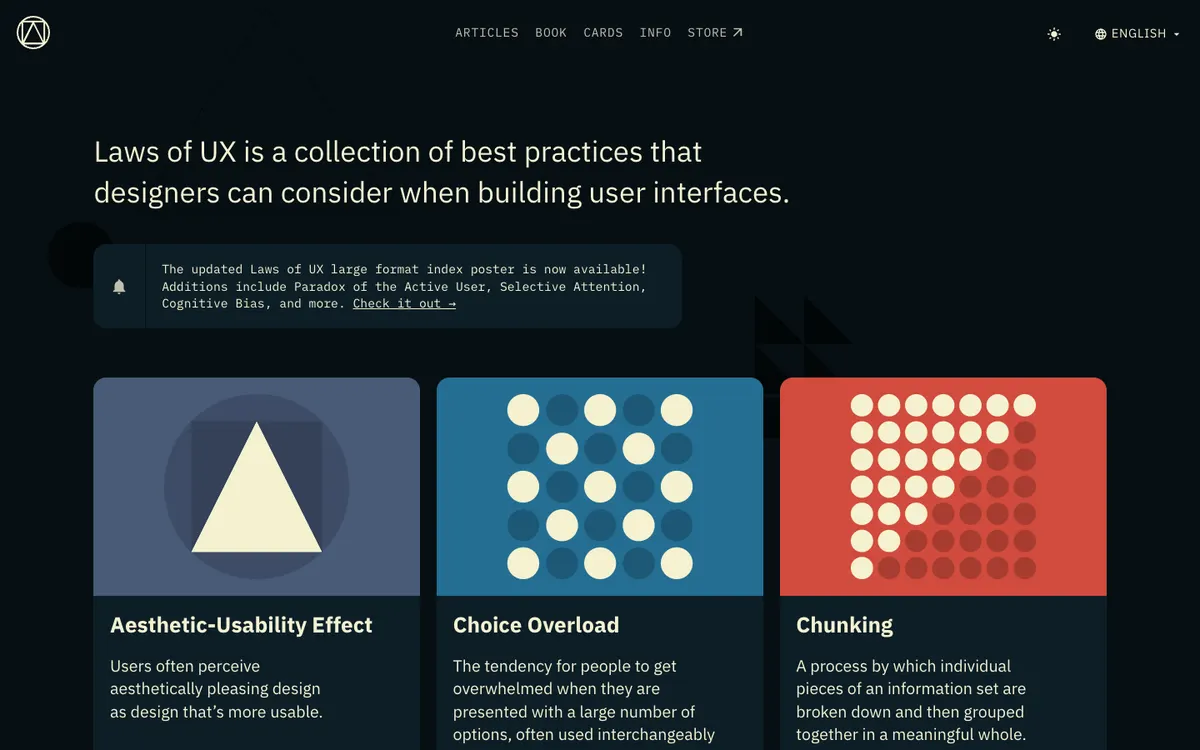 ARTICLES BOOK CARDS INFO STORE ENGLISH
Laws of UX is a collection of best practices that
designers can consider when building user interfaces.
The updated Laws of UX large format index poster is now available!
Additions include Paradox of the Active User, Selective Attention,
Cognitive Bias, and more. Check it out →
Aesthetic-Usability Effect
Users often perceive
aesthetically pleasing design
as design that’s more usable.
Choice Overload
The tendency for people to get
overwhelmed when they are
presented with a large number of
options, often used interchangeably
Chunking
A process by which individual
pieces of an information set are
broken down and then grouped
together in a meaningful whole.